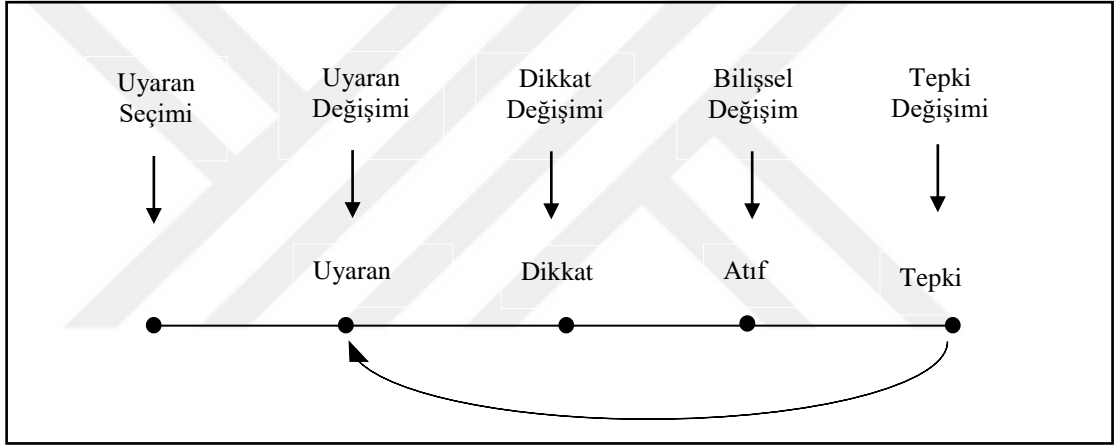 Uyaran
Seçimi
Uyaran
Değişimi
Dikkat
Değişimi
Bilişsel
Değişim
Tepki
Değişimi
Uyaran
Dikkat
Atıf
Tepki